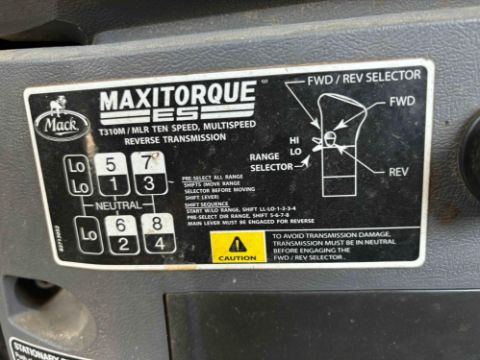 Mack
MAXITORQUE
ES
T310M / MLR TEN SPEED, MULTISPEED
REVERSE TRANSMISSION
FWD / REV SELECTOR
FWD
HI
LO
RANGE
SELECTOR
REV
Lo 5 7
Lo 1 3
NEUTRAL
Lo 6 8
2 4
PRE-SELECT ALL RANGE
SHIFTS (MOVE RANGE
SELECTOR BEFORE MOVING
SHIFT LEVER)
SHIFT SEQUENCE
START W/LO RANGE, SHIFT LL-LO-1-2-3-4
PRE-SELECT DIR RANGE, SHIFT 5-6-7-8
MAIN LEVER MUST BE ENGAGED FOR REVERSE
CAUTION
TO AVOID TRANSMISSION DAMAGE,
TRANSMISSION MUST BE IN NEUTRAL
BEFORE ENGAGING THE
FWD / REV SELECTOR.
STATIONARY